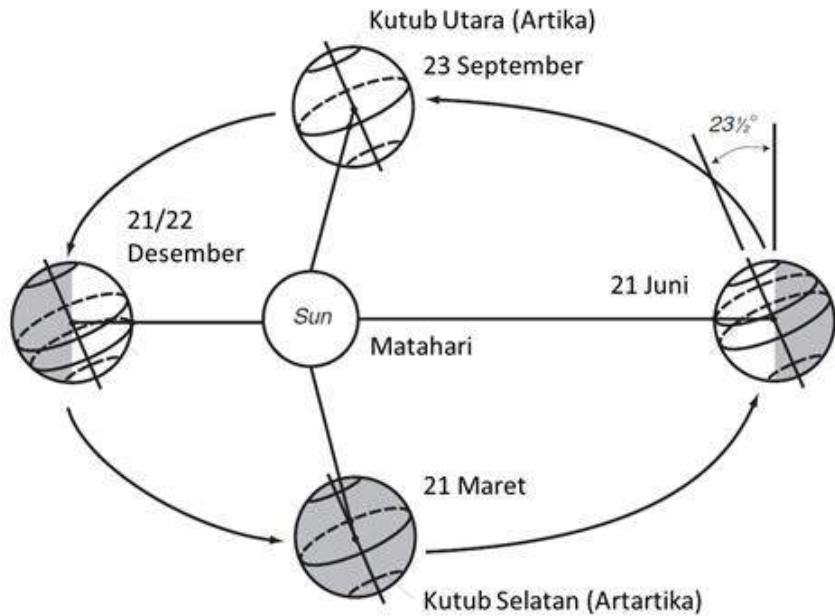 Kutub Utara (Artika)
23 September
23½°
21/22
Desember
21 Juni
Sun
Matahari
21 Maret
Kutub Selatan (Artartika)